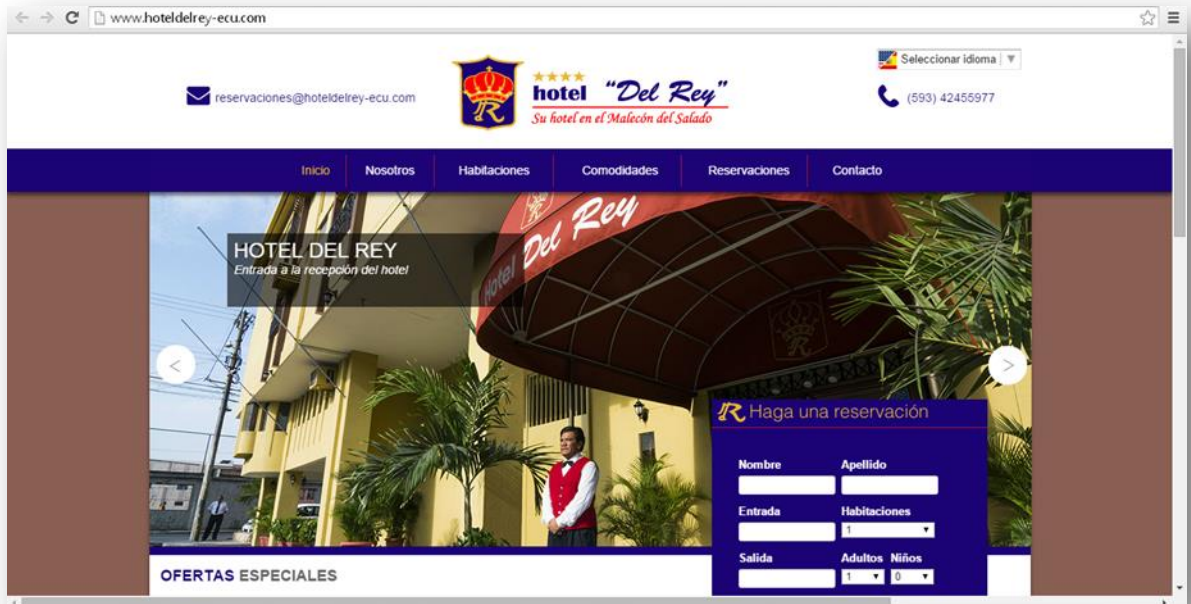 www.hoteldelrey-ecu.com
Seleccionar idioma
reservaciones@hoteldelrey-ecu.com
hotel "Del Rey"
Su hotel en el Malecón del Salado
(593) 42455977
Inicio Nosotros Habitaciones Comodidades Reservaciones Contacto
Hotel Del Rey
R
HOTEL DEL REY
Entrada a la recepción del hotel
< >
R Haga una reservación
Nombre Apellido
Entrada Habitaciones
1
Salida Adultos Niños
1 0
OFERTAS ESPECIALES